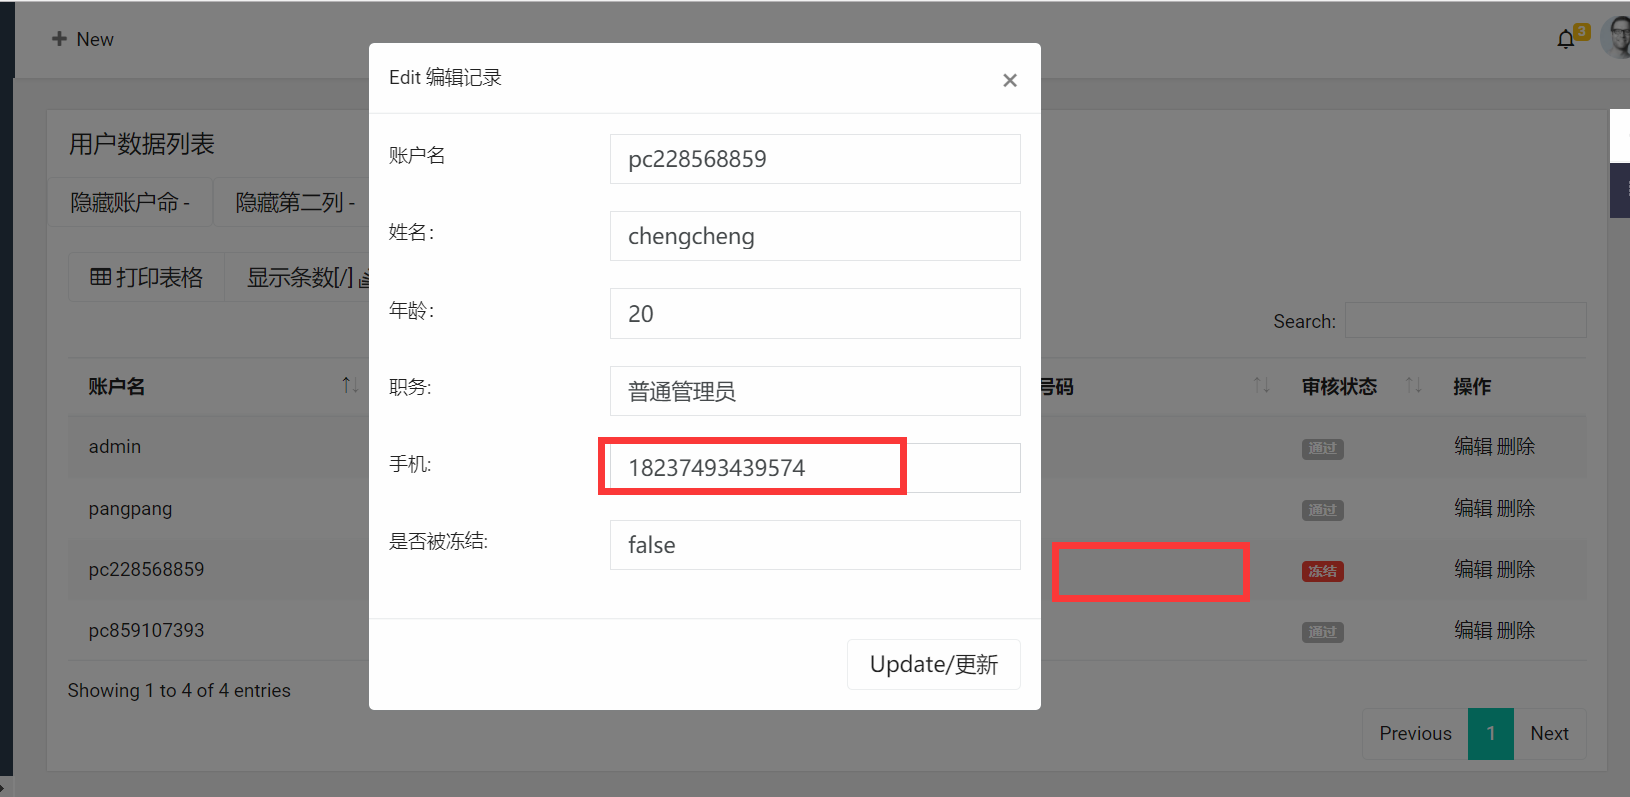 New
3
Edit 编辑记录
×
用户数据列表
账户名
pc228568859
隐藏账户命 -
隐藏第二列 -
姓名：
chengcheng
打印表格
显示条数[/]
年龄：
20
Search:
账户名
职务:
普通管理员
号码
审核状态
操作
admin
手机:
18237493439574
通过
编辑 删除
pangpang
通过
编辑 删除
是否被冻结:
false
pc228568859
冻结
编辑 删除
pc859107393
通过
编辑 删除
Update/更新
Showing 1 to 4 of 4 entries
Previous
1
Next